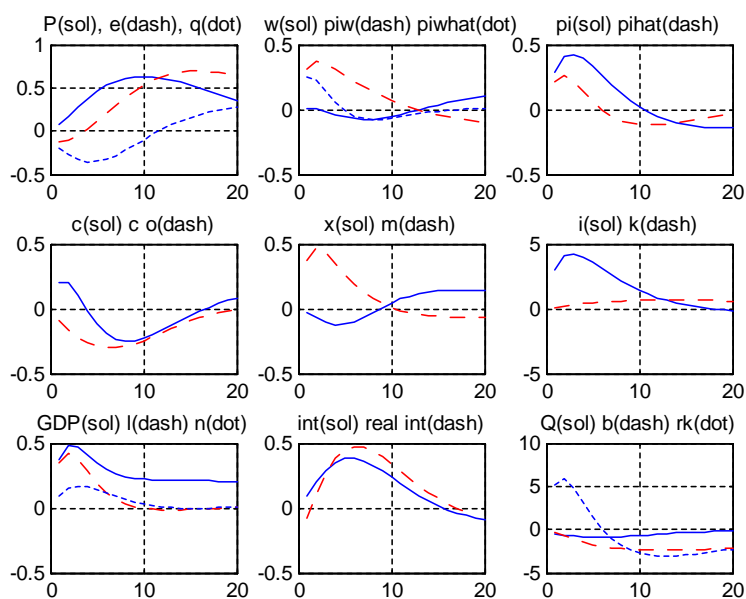 P(sol), e(dash), q(dot)
w(sol) piw(dash) piwhat(dot)
pi(sol) pihat(dash)
1
0.5
0
-0.5
0 10 20
0.5
0
-0.5
0 10 20
0.5
0
-0.5
0 10 20
c(sol) c o(dash)
x(sol) m(dash)
i(sol) k(dash)
0.5
0
-0.5
0 10 20
0.5
0
-0.5
0 10 20
5
0
5
0 10 20
GDP(sol) l(dash) n(dot)
int(sol) real int(dash)
Q(sol) b(dash) rk(dot)
0.5
0
-0.5
0 10 20
0.5
0
-0.5
0 10 20
10
5
0
-5
0 10 20